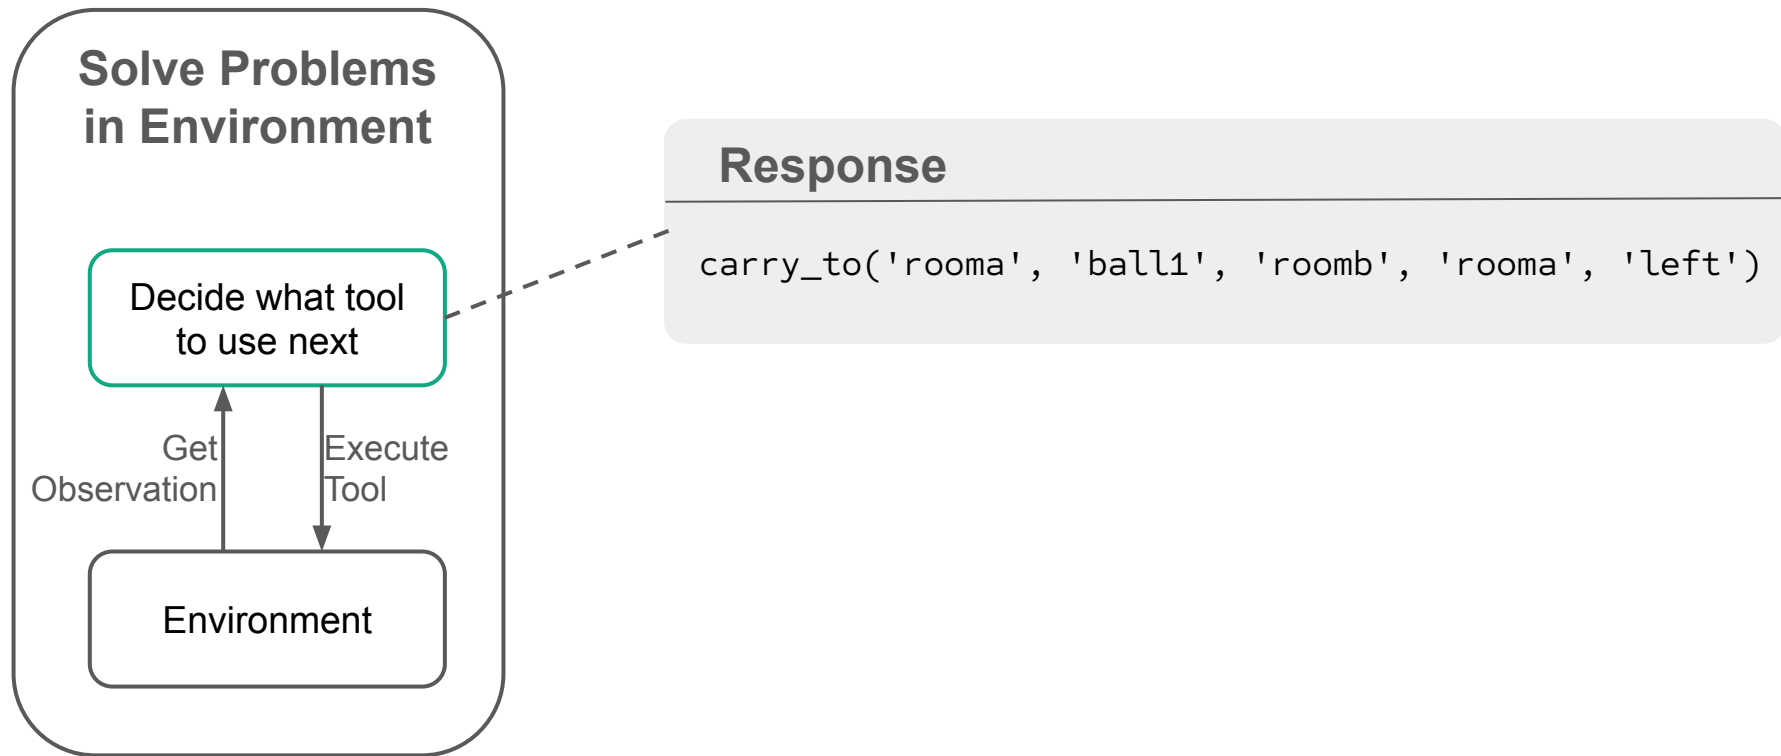 Solve Problems
in Environment
Decide what tool
to use next
Get
Observation
Execute
Tool
Environment
Response
carry_to('rooma', 'ball1', 'roomb', 'rooma', 'left')